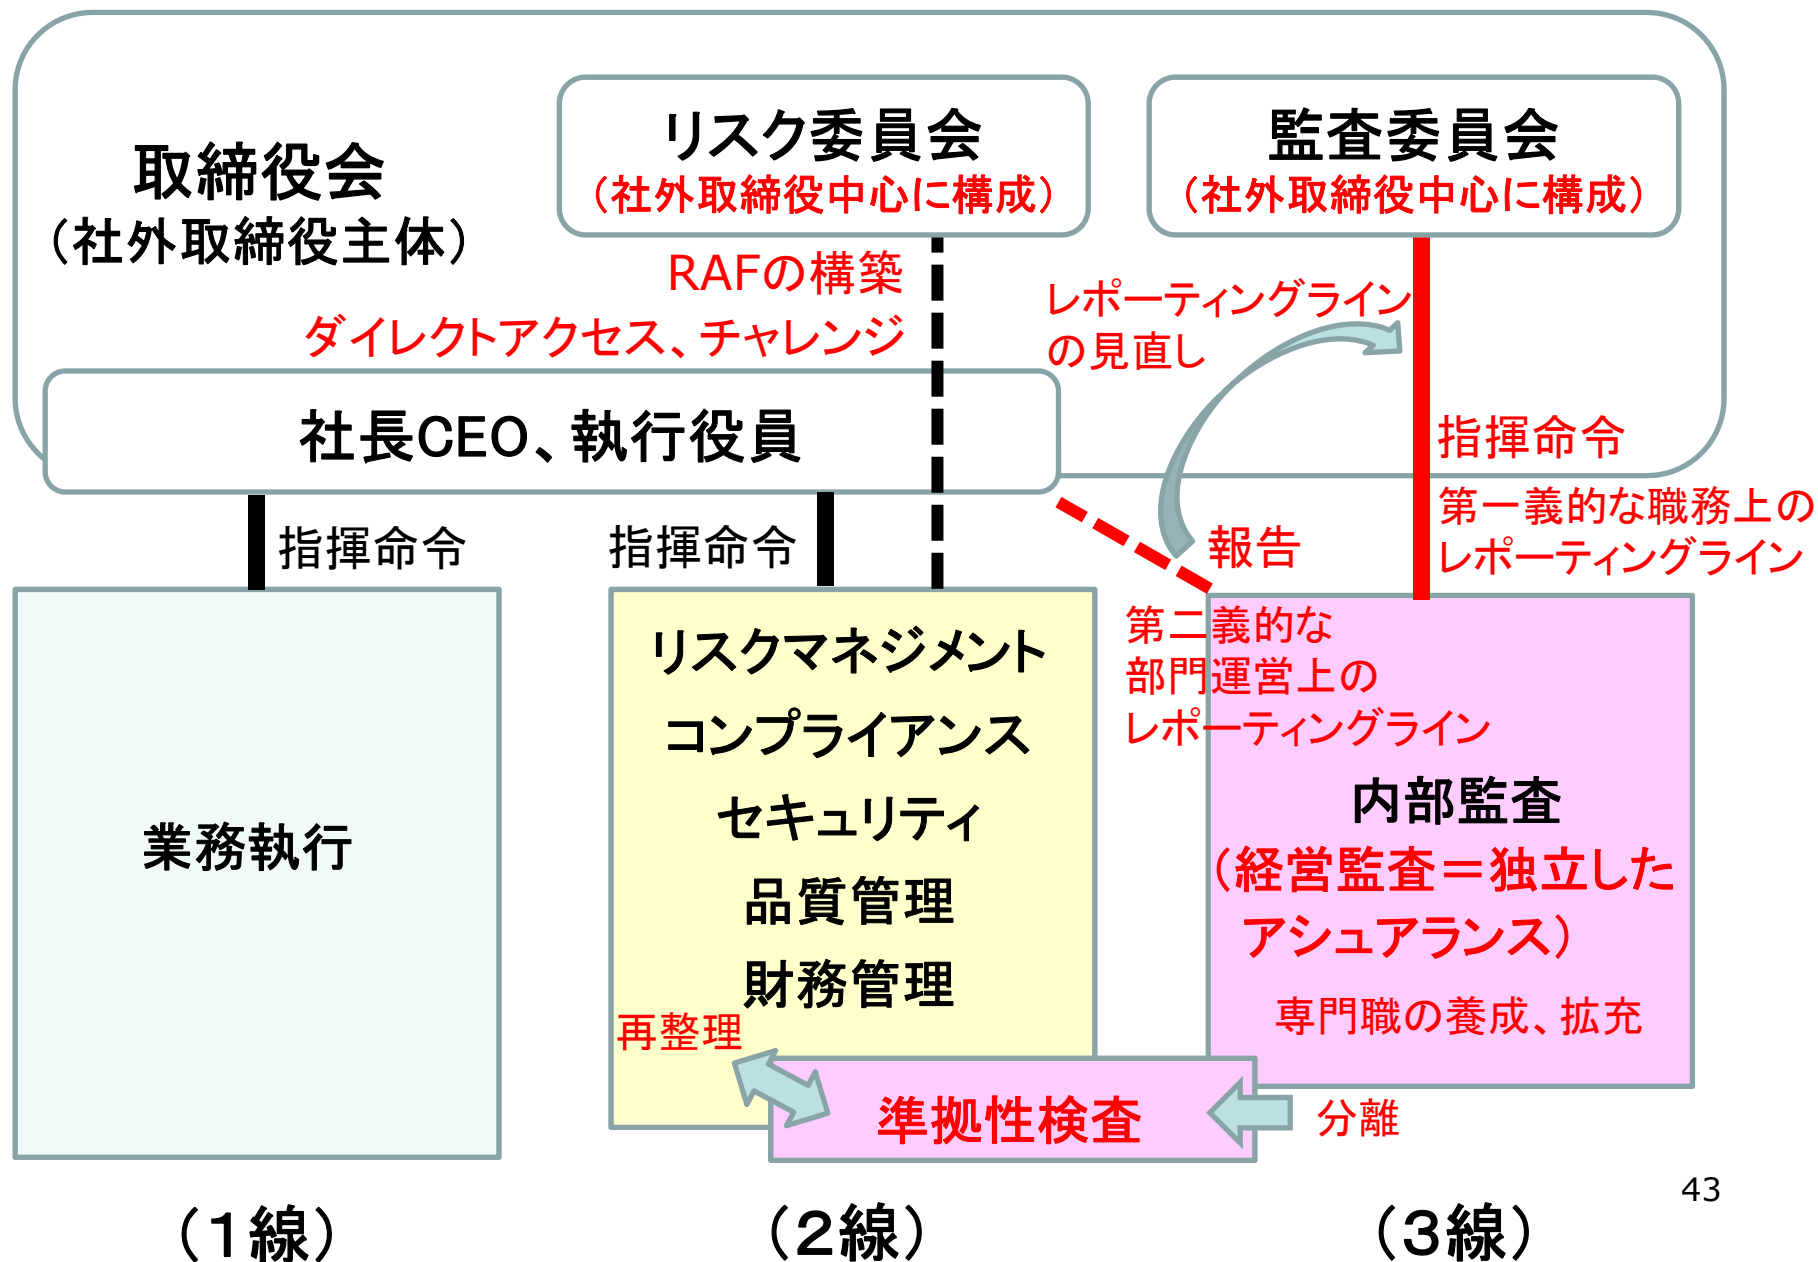 取締役会
（社外取締役主体）
リスク委員会
（社外取締役中心に構成）
監査委員会
（社外取締役中心に構成）
RAFの構築
ダイレクトアクセス、チャレンジ
レポーティングライン
の見直し
社長CEO、執行役員
指揮命令
第一義的な職務上の
レポーティングライン
指揮命令
指揮命令
報告
第二義的な
部門運営上の
レポーティングライン
業務執行
リスクマネジメント
コンプライアンス
セキュリティ
品質管理
財務管理
再整理
内部監査
（経営監査＝独立した
アシュアランス）
専門職の養成、拡充
準拠性検査
分離
（1線）
（2線）
（3線）
43